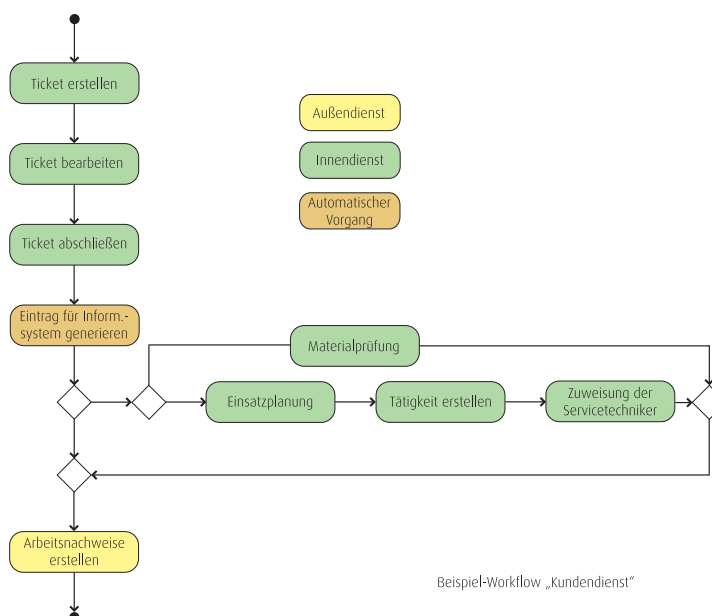 Ticket erstellen
Ticket bearbeiten
Ticket abschließen
Eintrag für Inform.-
system generieren
Außendienst
Innendienst
Automatischer
Vorgang
Materialprüfung
Einsatzplanung
Tätigkeit erstellen
Zuweisung der
Servicetechniker
Arbeitsnachweise
erstellen
Beispiel-Workflow „Kundendienst“